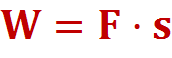 W = F · s